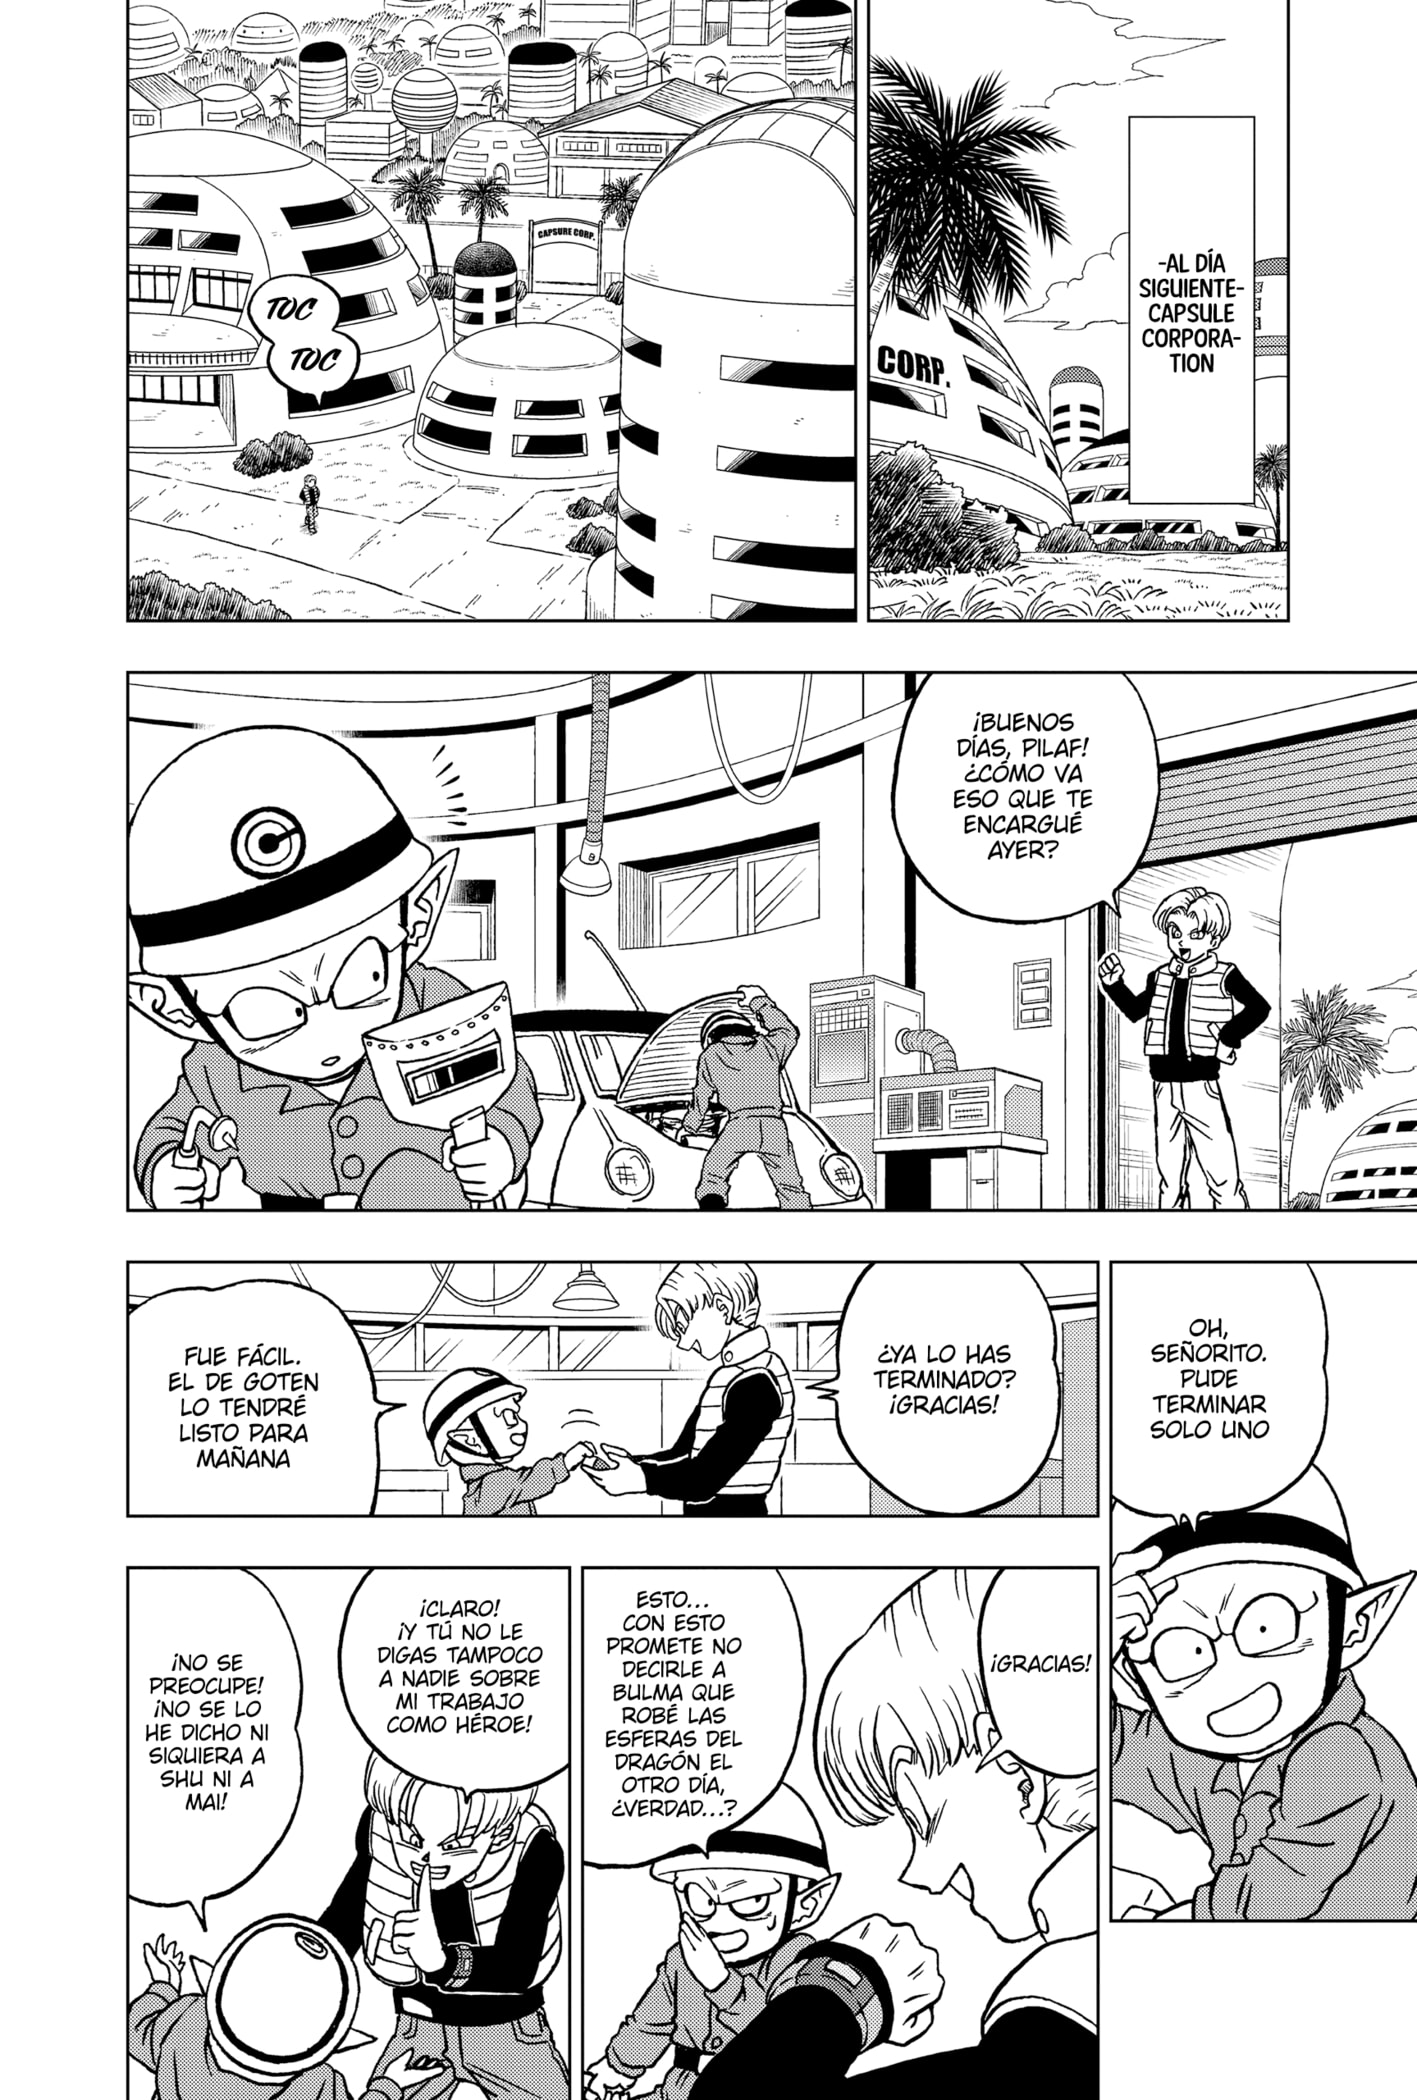 -AL DÍA
SIGUIENTE-
CAPSULE
CORPORA-
TION
CORP.
CAPSURE CORP.
TOC
TOC
¡BUENOS
DÍAS, PILAF!
¿CÓMO VA
ESO QUE TE
ENCARGUÉ
AYER?
OH,
SEÑORITO.
PUDE
TERMINAR
SOLO UNO
¿YA LO HAS
TERMINADO?
¡GRACIAS!
FUE FÁCIL.
EL DE GOTEN
LO TENDRÉ
LISTO PARA
MAÑANA
¡GRACIAS!
ESTO...
CON ESTO
PROMETE NO
DECIRLE A
BULMA QUE
ROBÉ LAS
ESFERAS DEL
DRAGÓN EL
OTRO DÍA,
¿VERDAD...?
¡CLARO!
¡Y TÚ NO LE
DIGAS TAMPOCO
A NADIE SOBRE
MI TRABAJO
COMO HÉROE!
¡NO SE
PREOCUPE!
¡NO SE LO
HE DICHO NI
SIQUIERA A
SHU NI A
MAI!